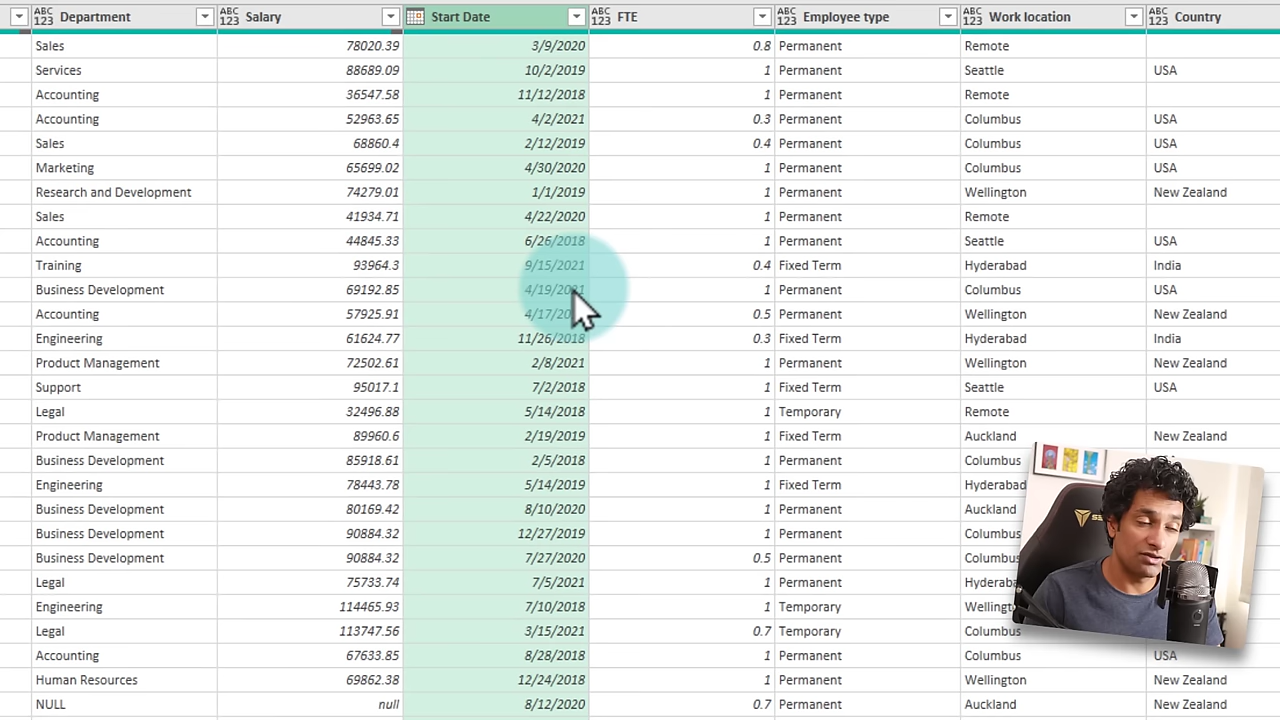 ABC 123 Department ABC 123 Salary Start Date ABC 123 FTE ABC 123 Employee type ABC 123 Work location ABC 123 Country
Sales 78020.39 3/9/2020 0.8 Permanent Remote
Services 88689.09 10/2/2019 1 Permanent Seattle USA
Accounting 36547.58 11/12/2018 1 Permanent Remote
Accounting 52963.65 4/2/2021 0.3 Permanent Columbus USA
Sales 68860.4 2/12/2019 0.4 Permanent Columbus USA
Marketing 65699.02 4/30/2020 1 Permanent Columbus USA
Research and Development 74279.01 1/1/2019 1 Permanent Wellington New Zealand
Sales 41934.71 4/22/2020 1 Permanent Remote
Accounting 44845.33 6/26/2018 1 Permanent Seattle USA
Training 93964.3 9/15/2021 0.4 Fixed Term Hyderabad India
Business Development 69192.85 4/19/2021 1 Permanent Columbus USA
Accounting 57925.91 0.5 Permanent Wellington New Zealand
Engineering 61624.77 11/26/2018 0.3 Fixed Term Hyderabad India
Product Management 72502.61 2/8/2021 1 Permanent Wellington New Zealand
Support 95017.1 7/2/2018 1 Fixed Term Seattle USA
Legal 32496.88 5/14/2018 1 Temporary Remote
Product Management 89960.6 2/19/2019 1 Fixed Term Auckland New Zealand
Business Development 85918.61 2/5/2018 1 Permanent Columbus
Engineering 78443.78 5/14/2019 1 Fixed Term Hyderabad
Business Development 80169.42 8/10/2020 1 Permanent Auckland
Business Development 90884.32 12/27/2019 1 Permanent
Business Development 90884.32 7/27/2020 0.5 Permanent
Legal 75733.74 7/5/2021 1 Permanent
Engineering 114465.93 7/10/2018 1 Temporary
Legal 113747.56 3/15/2021 0.7 Temporary Columbus
Accounting 67633.85 8/28/2018 1 Permanent Columbus USA
Human Resources 69862.38 12/24/2018 1 Permanent Wellington New Zealand
NULL null 8/12/2020 0.7 Permanent Auckland New Zealand